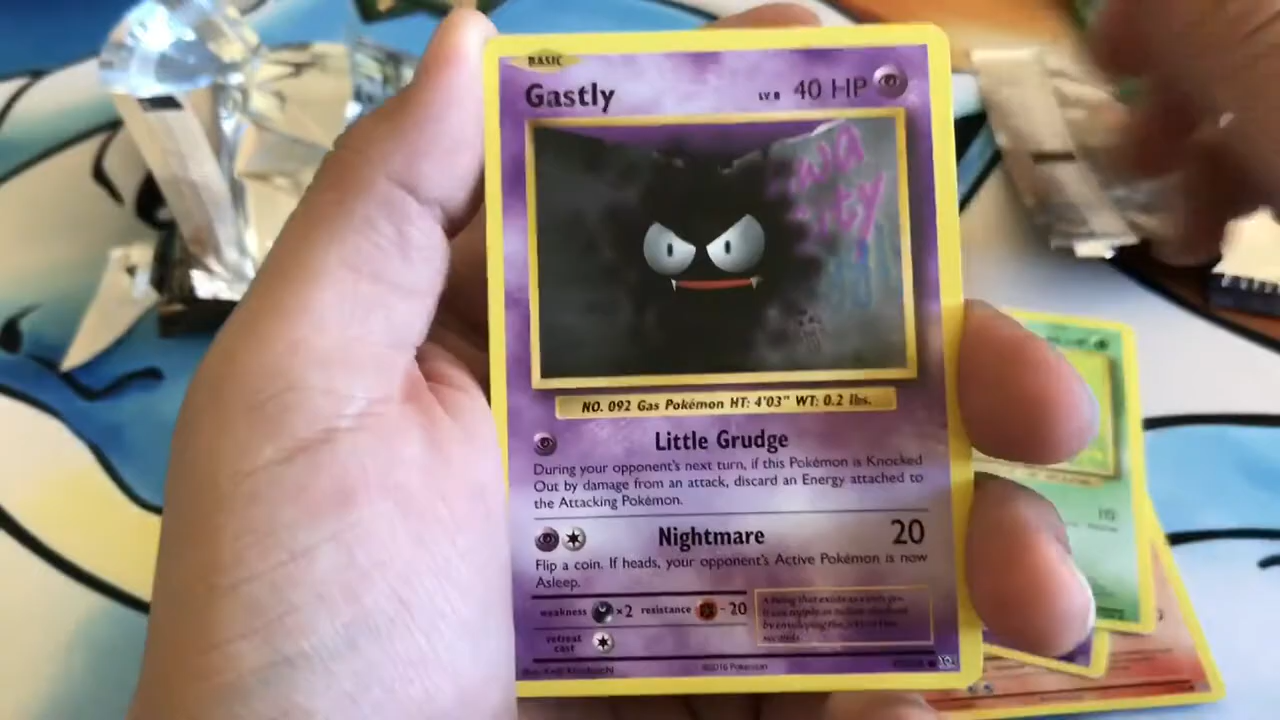 BASIC
Gastly
LV. 8 40 HP
NO. 092 Gas Pokémon HT: 4'03" WT: 0.2 lbs.
Little Grudge
During your opponent's next turn, if this Pokémon is Knocked
Out by damage from an attack, discard an Energy attached to
the Attacking Pokémon.
Nightmare 20
Flip a coin. If heads, your opponent's Active Pokémon is now
Asleep.
weakness ×2 resistance -20
retreat
cost
©2016 Pokémon